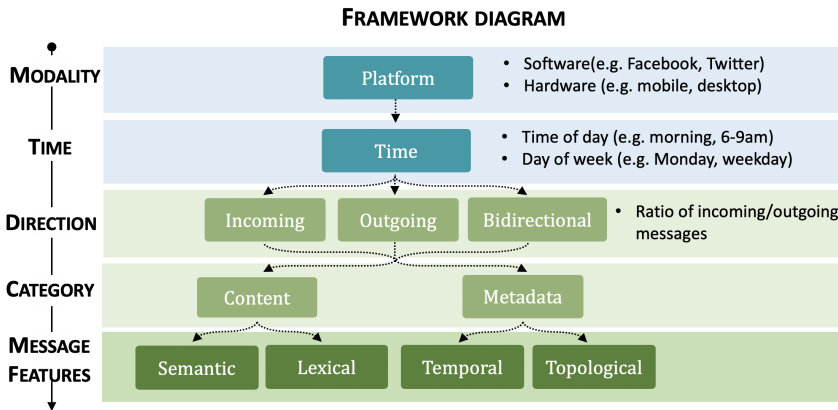 FRAMEWORK DIAGRAM
MODALITY
Platform
• Software(e.g. Facebook, Twitter)
• Hardware (e.g. mobile, desktop)
TIME
Time
• Time of day (e.g. morning, 6-9am)
• Day of week (e.g. Monday, weekday)
DIRECTION
Incoming
Outgoing
Bidirectional
• Ratio of incoming/outgoing
messages
CATEGORY
Content
Metadata
MESSAGE
FEATURES
Semantic
Lexical
Temporal
Topological